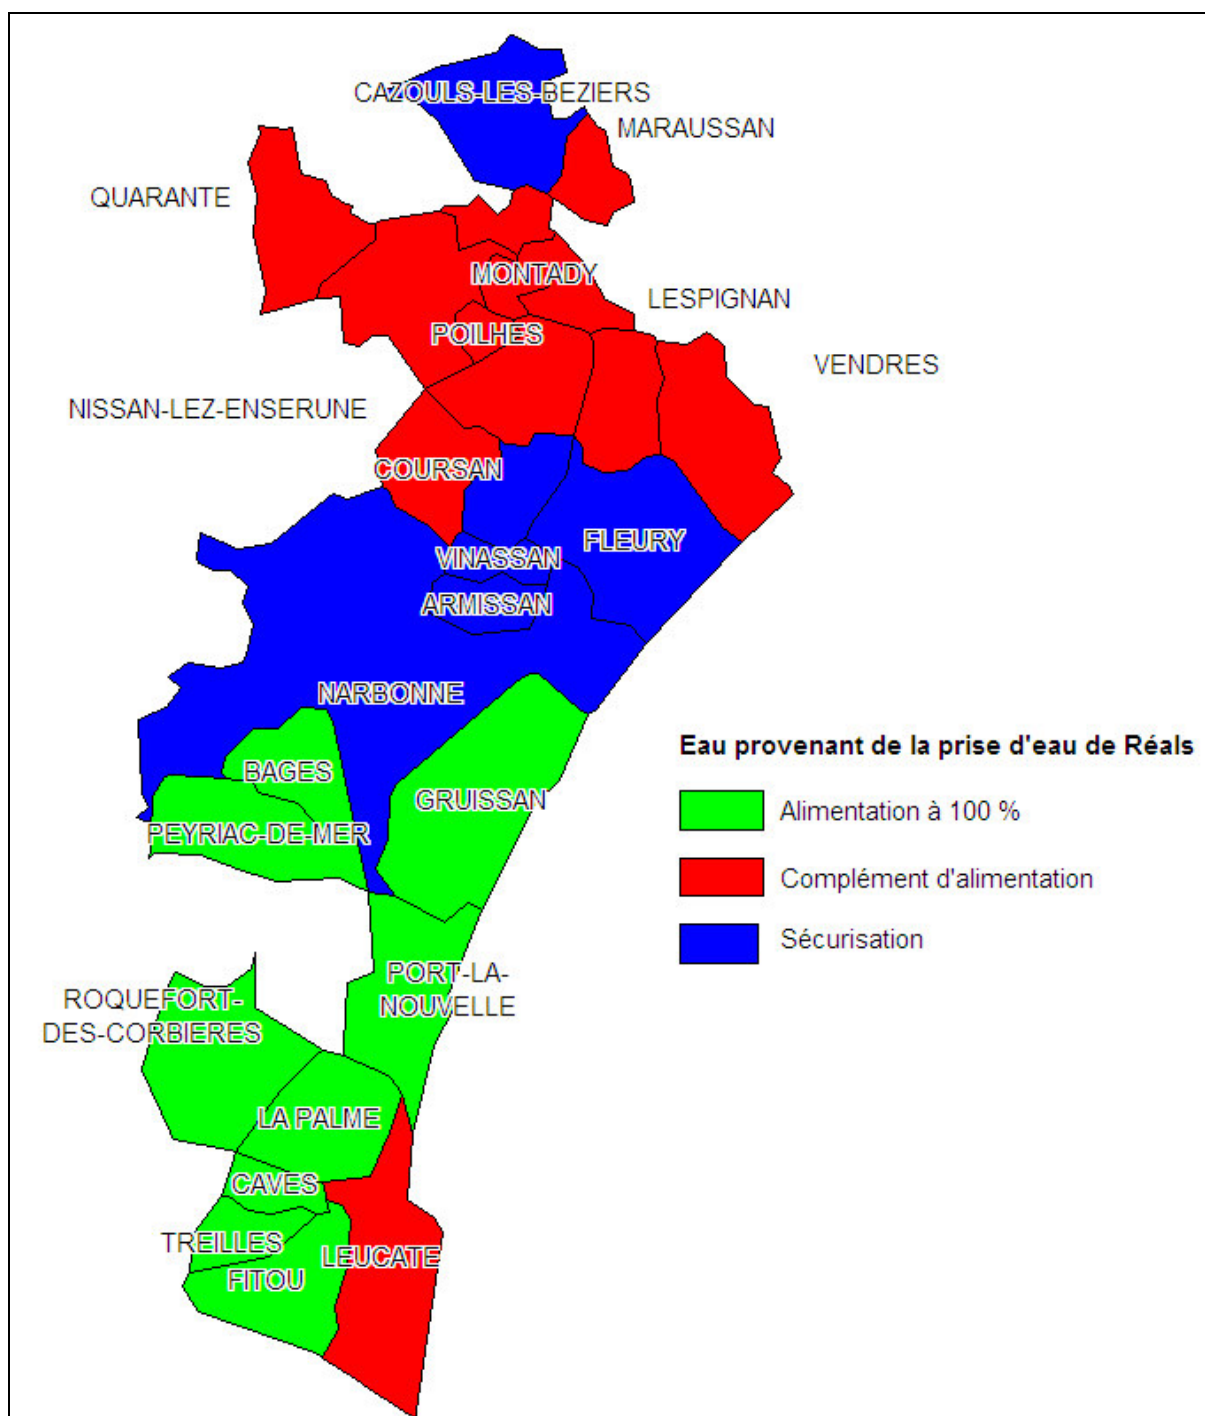 CAZOULS-LES-BEZIERS
MARAUSSAN
QUARANTE
MONTADY
LESPIGNAN
POILHES
VENDRES
NISSAN-LEZ-ENSERUNE
COURSAN
FLEURY
VINASSAN
ARMISSAN
NARBONNE
BAGES
GRUISSAN
PEYRIAC-DE-MER
Eau provenant de la prise d'eau de Réals
Alimentation à 100 %
Complément d'alimentation
Sécurisation
PORT-LA-
NOUVELLE
ROQUEFORT-
DES-CORBIERES
LA PALME
CAVES
TREILLES
LEUCATE
FITOU